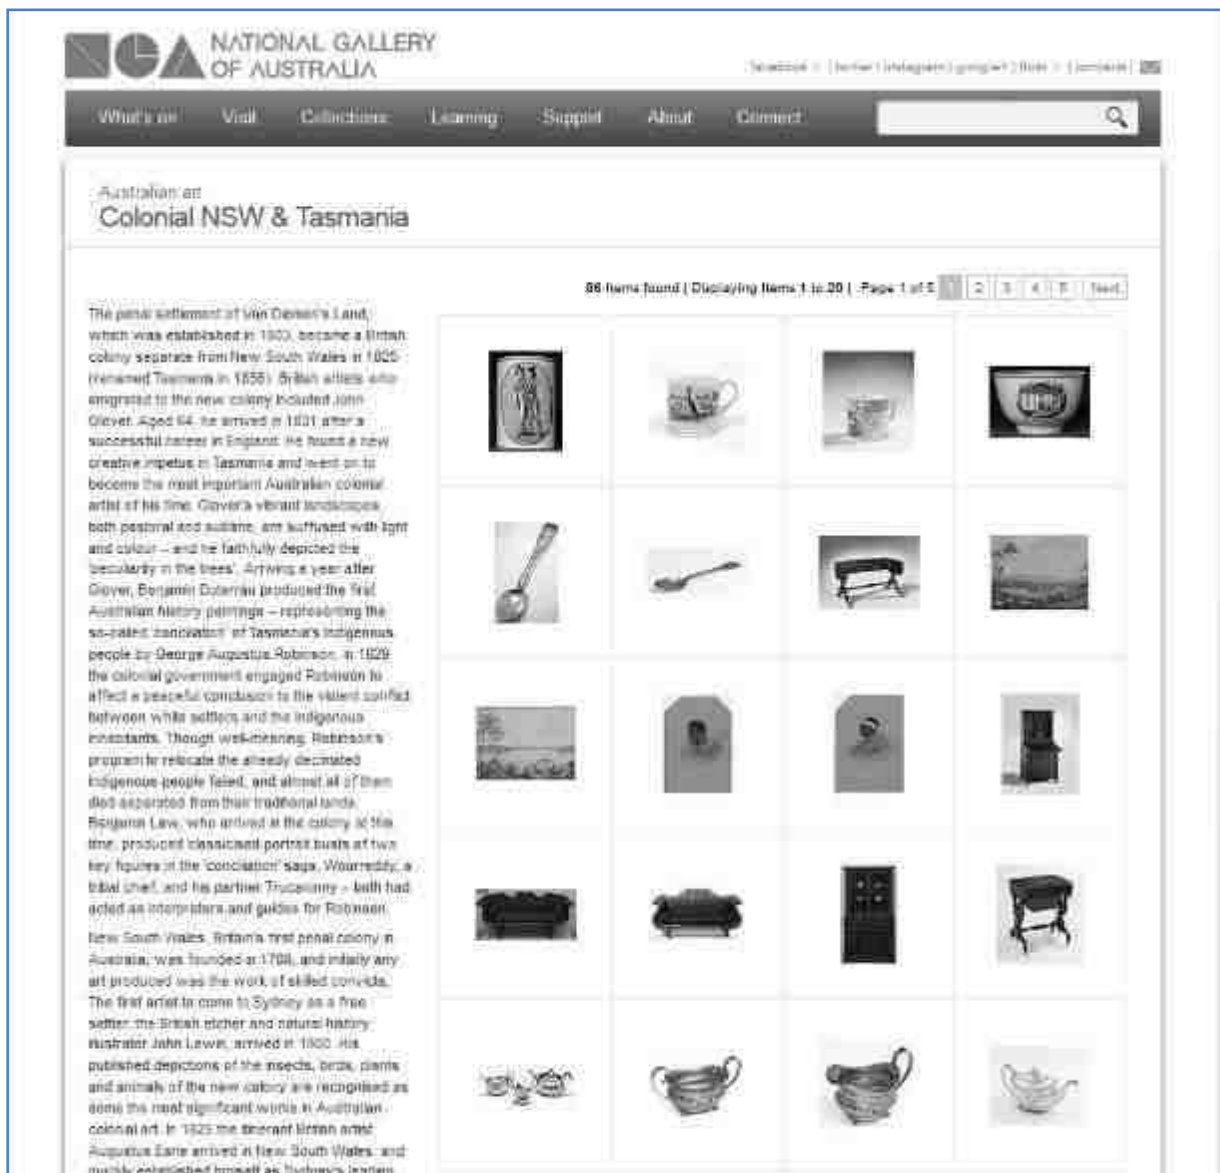 NATIONAL GALLERY
OF AUSTRALIA
What's on Visit Collections Learning Support About Connect
Australian art
Colonial NSW & Tasmania
86 items found | Displaying items 1 to 20 | Page 1 of 5 1 2 3 4 5 Next
The penal settlement of Van Diemen's Land,
which was established in 1803, became a British
colony separate from New South Wales in 1825
(renamed Tasmania in 1856). British artists who
emigrated to the new colony included John
Glover. Aged 64, he arrived in 1831 after a
successful career in England. He found a new
creative impetus in Tasmania and went on to
become the most important Australian colonial
artist of his time. Glover's vibrant landscapes,
both pastoral and sublime, are suffused with light
and colour – and he faithfully depicted the
'peculiarity in the trees'. Arriving a year after
Glover, Benjamin Duterrau produced the first
Australian history paintings – representing the
so-called 'conciliation' of Tasmania's Indigenous
people by George Augustus Robinson. In 1829
the colonial government engaged Robinson to
affect a peaceful conclusion to the violent conflict
between white settlers and the Indigenous
inhabitants. Though well-meaning, Robinson's
program to relocate the already decimated
Indigenous people failed, and almost all of them
died separated from their traditional lands.
Benjamin Law, who arrived in the colony at this
time, produced classicised portrait busts of two
key figures in the 'conciliation' saga, Wourreddy, a
tribal chief, and his partner Trucaninny – both had
acted as interpreters and guides for Robinson.
New South Wales, Britain's first penal colony in
Australia, was founded in 1788, and initially any
art produced was the work of skilled convicts.
The first artist to come to Sydney as a free
settler, the British etcher and natural history
illustrator John Lewin, arrived in 1800. His
published depictions of the insects, birds, plants
and animals of the new colony are recognised as
some the most significant works in Australian
colonial art. In 1825 the itinerant British artist
Augustus Earle arrived in New South Wales, and
quickly established himself as Sydney's leading